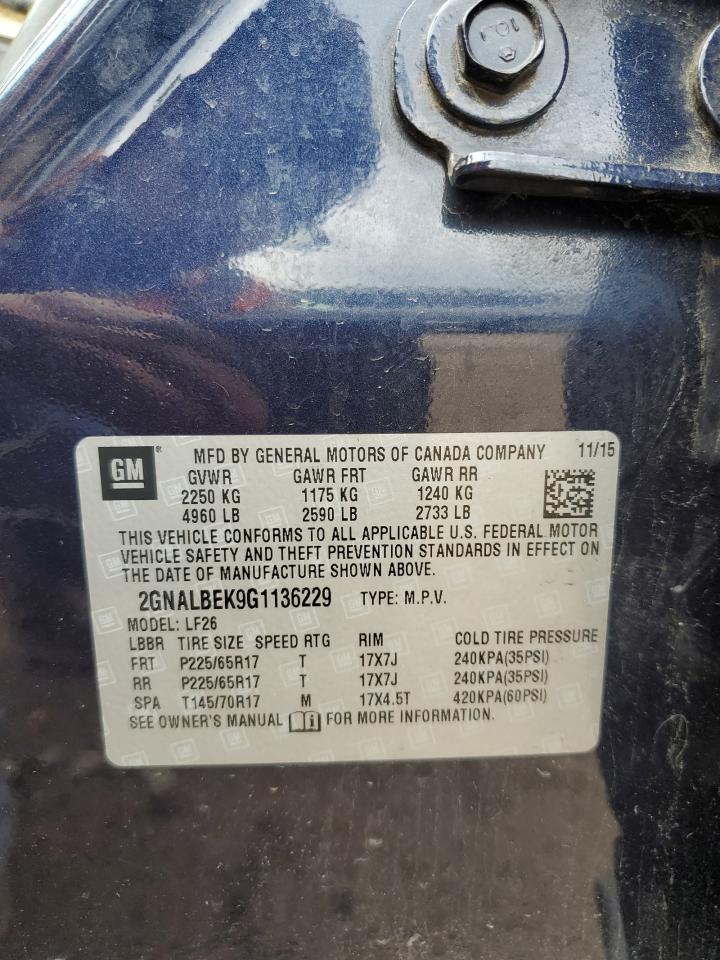 GM ®
MFD BY GENERAL MOTORS OF CANADA COMPANY 11/15
GVWR GAWR FRT GAWR RR
2250 KG 1175 KG 1240 KG
4960 LB 2590 LB 2733 LB
THIS VEHICLE CONFORMS TO ALL APPLICABLE U.S. FEDERAL MOTOR
VEHICLE SAFETY AND THEFT PREVENTION STANDARDS IN EFFECT ON
THE DATE OF MANUFACTURE SHOWN ABOVE.
2GNALBEK9G1136229 TYPE: M.P.V.
MODEL: LF26
LBBR TIRE SIZE SPEED RTG RIM COLD TIRE PRESSURE
FRT P225/65R17 T 17X7J 240KPA(35PSI)
RR P225/65R17 T 17X7J 240KPA(35PSI)
SPA T145/70R17 M 17X4.5T 420KPA(60PSI)
SEE OWNER'S MANUAL FOR MORE INFORMATION.